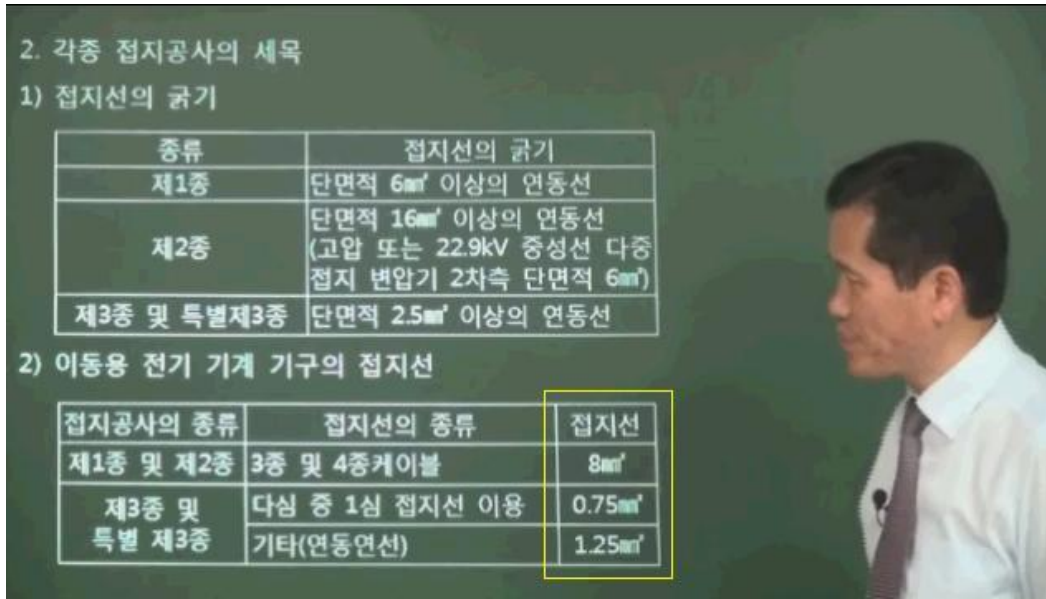 2. 각종 접지공사의 세목
1) 접지선의 굵기
종류 접지선의 굵기
제1종 단면적 6㎟ 이상의 연동선
제2종 단면적 16㎟ 이상의 연동선
(고압 또는 22.9kV 중성선 다중
접지 변압기 2차측 단면적 6㎟)
제3종 및 특별제3종 단면적 2.5㎟ 이상의 연동선
2) 이동용 전기 기계 기구의 접지선
접지공사의 종류 접지선의 종류 접지선
제1종 및 제2종 3종 및 4종케이블 8㎟
제3종 및
특별 제3종
다심 중 1심 접지선 이용 0.75㎟
기타(연동연선) 1.25㎟